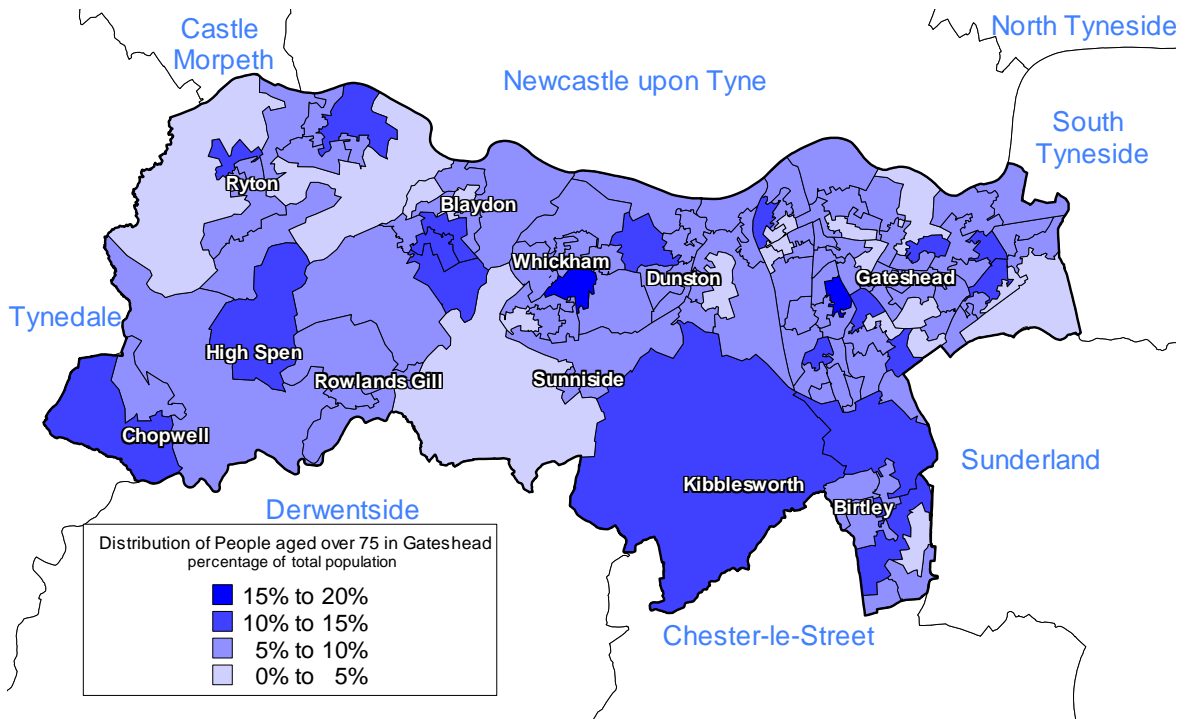 Castle
Morpeth
North Tyneside
Newcastle upon Tyne
South
Tyneside
Ryton
Blaydon
Whickham
Dunston
Gateshead
Tynedale
High Spen
Rowlands Gill
Sunniside
Chopwell
Sunderland
Kibblesworth
Birtley
Derwentside
Distribution of People aged over 75 in Gateshead
percentage of total population
15% to 20%
10% to 15%
5% to 10%
0% to 5%
Chester-le-Street